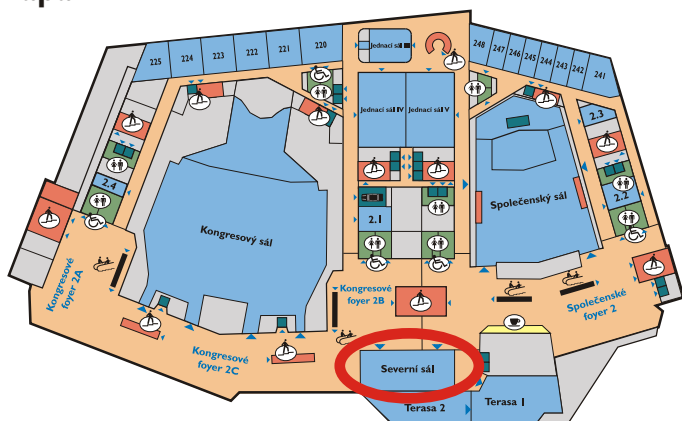 225
224
223
222
221
220
Jednací sál III
248
247
246
245
244
243
242
241
Jednací sál IV
Jednací sál V
2.3
2.4
2.2
2.1
Kongresový sál
Společenský sál
Kongresové
foyer 2A
Kongresové
foyer 2B
Společenské
foyer 2
Kongresové
foyer 2C
Severní sál
Terasa 2
Terasa 1